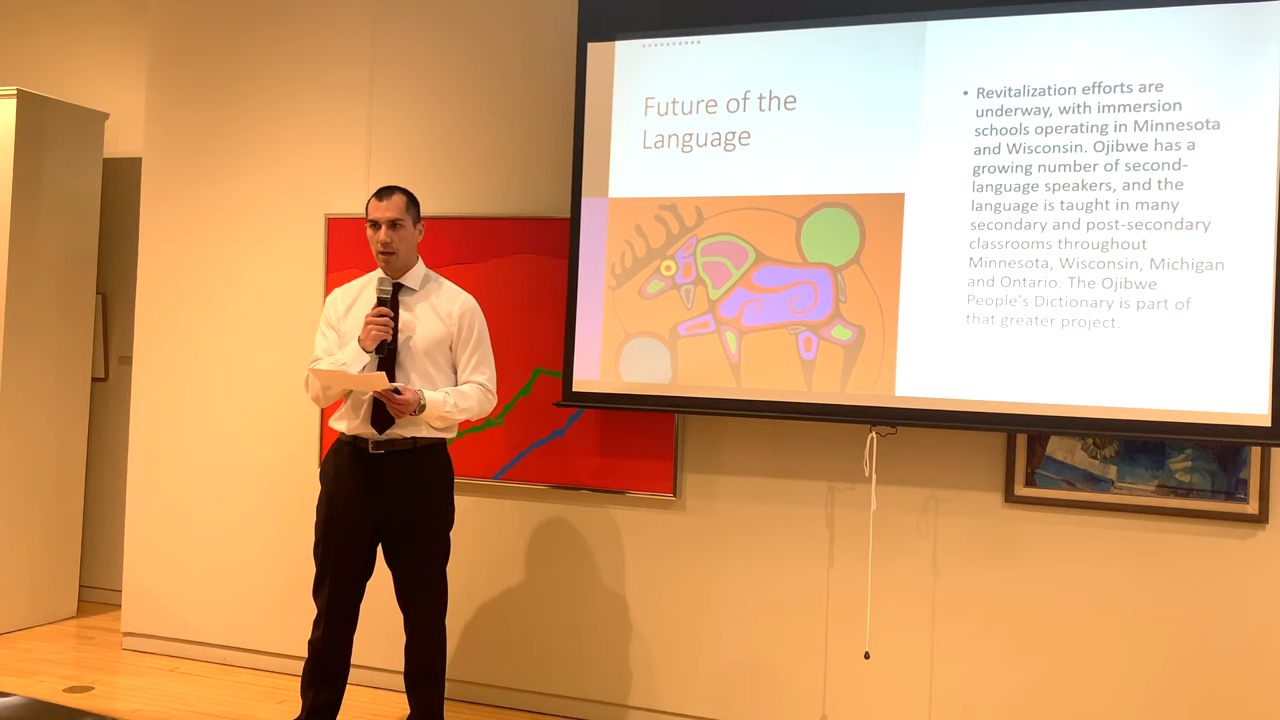 Future of the
Language
• Revitalization efforts are
underway, with immersion
schools operating in Minnesota
and Wisconsin. Ojibwe has a
growing number of second-
language speakers, and the
language is taught in many
secondary and post-secondary
classrooms throughout
Minnesota, Wisconsin, Michigan
and Ontario. The Ojibwe
People's Dictionary is part of
that greater project.